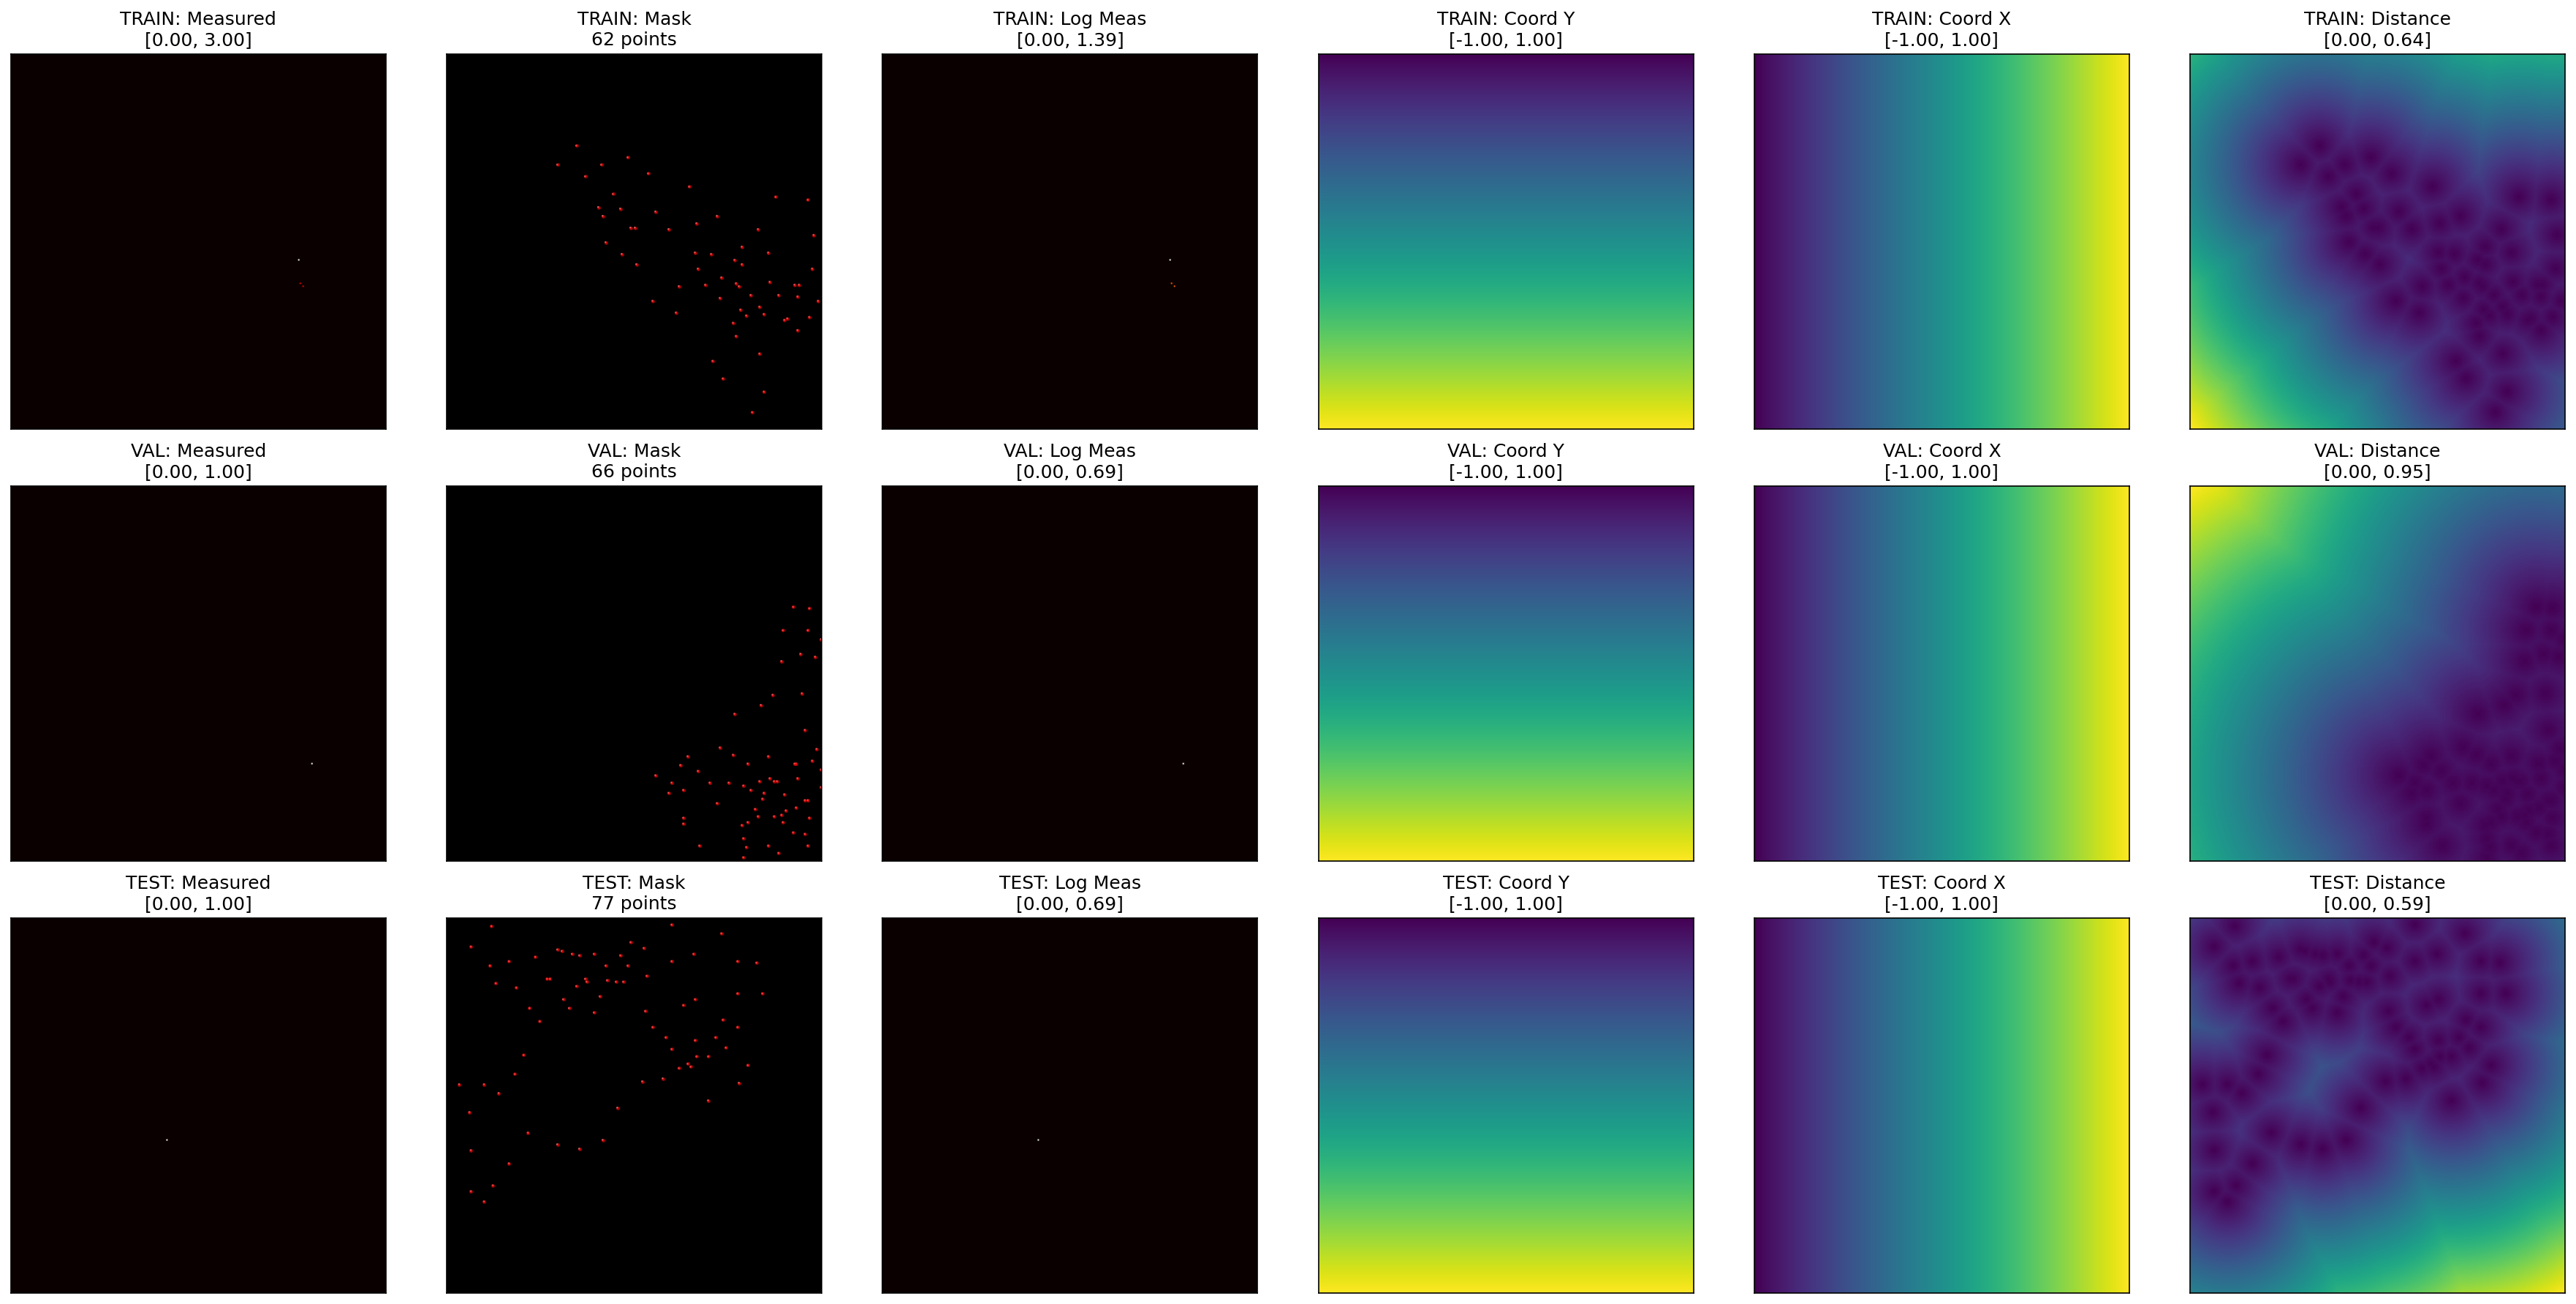 TRAIN: Measured
[0.00, 3.00]
TRAIN: Mask
62 points
TRAIN: Log Meas
[0.00, 1.39]
TRAIN: Coord Y
[-1.00, 1.00]
TRAIN: Coord X
[-1.00, 1.00]
TRAIN: Distance
[0.00, 0.64]
VAL: Measured
[0.00, 1.00]
VAL: Mask
66 points
VAL: Log Meas
[0.00, 0.69]
VAL: Coord Y
[-1.00, 1.00]
VAL: Coord X
[-1.00, 1.00]
VAL: Distance
[0.00, 0.95]
TEST: Measured
[0.00, 1.00]
TEST: Mask
77 points
TEST: Log Meas
[0.00, 0.69]
TEST: Coord Y
[-1.00, 1.00]
TEST: Coord X
[-1.00, 1.00]
TEST: Distance
[0.00, 0.59]